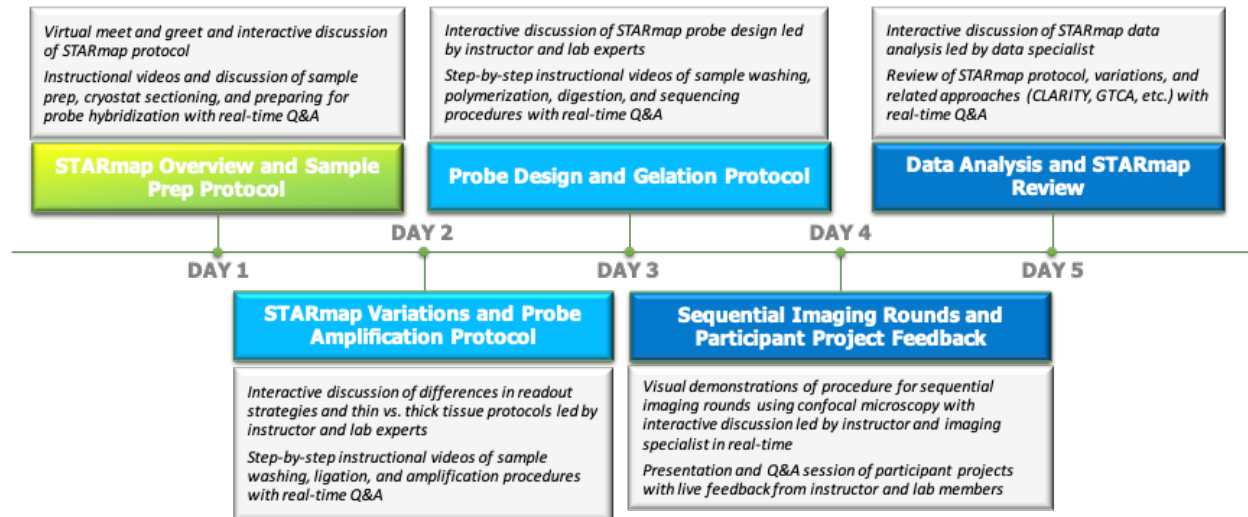 Virtual meet and greet and interactive discussion
of STARmap protocol
Instructional videos and discussion of sample
prep, cryostat sectioning, and preparing for
probe hybridization with real-time Q&A
STARmap Overview and Sample
Prep Protocol
Interactive discussion of STARmap probe design led
by instructor and lab experts
Step-by-step instructional videos of sample washing,
polymerization, digestion, and sequencing
procedures with real-time Q&A
Probe Design and Gelation Protocol
Interactive discussion of STARmap data
analysis led by data specialist
Review of STARmap protocol, variations, and
related approaches (CLARITY, GTCA, etc.) with
real-time Q&A
Data Analysis and STARmap
Review
DAY 1
DAY 2
DAY 3
DAY 4
DAY 5
STARmap Variations and Probe
Amplification Protocol
Interactive discussion of differences in readout
strategies and thin vs. thick tissue protocols led by
instructor and lab experts
Step-by-step instructional videos of sample
washing, ligation, and amplification procedures
with real-time Q&A
Sequential Imaging Rounds and
Participant Project Feedback
Visual demonstrations of procedure for sequential
imaging rounds using confocal microscopy with
interactive discussion led by instructor and imaging
specialist in real-time
Presentation and Q&A session of participant projects
with live feedback from instructor and lab members